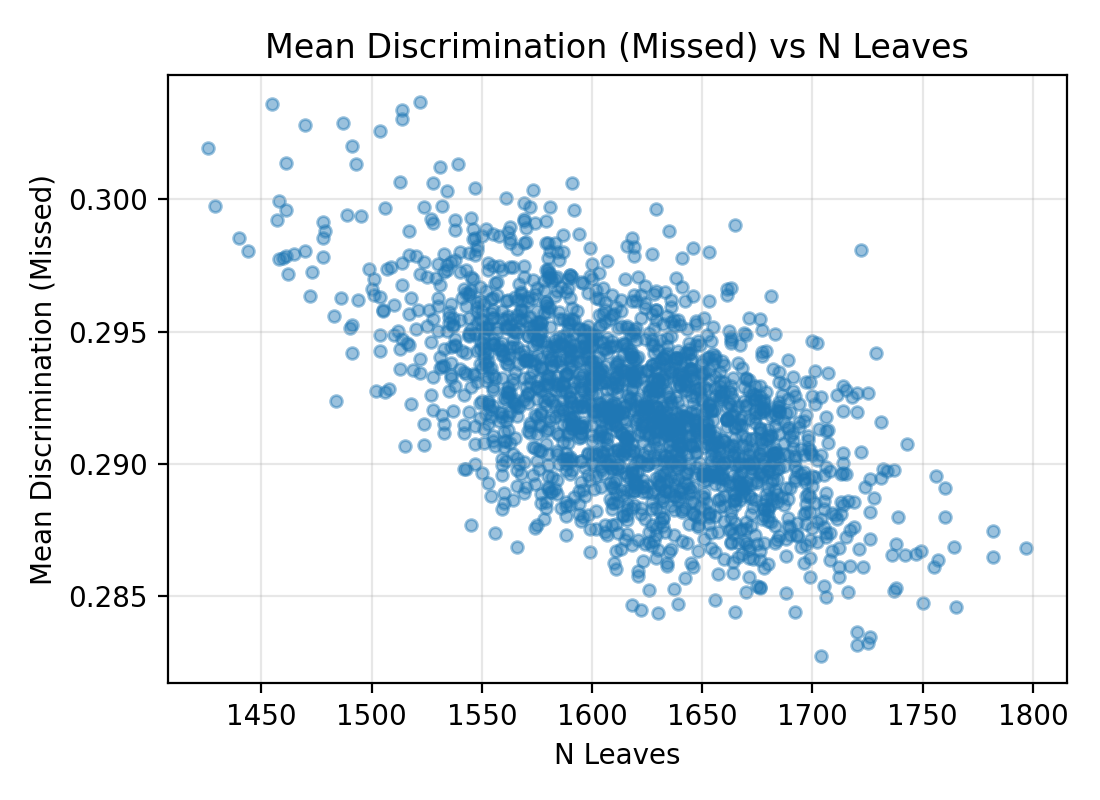 Mean Discrimination (Missed) vs N Leaves
Mean Discrimination (Missed)
0.300
0.295
0.290
0.285
1450 1500 1550 1600 1650 1700 1750 1800
N Leaves